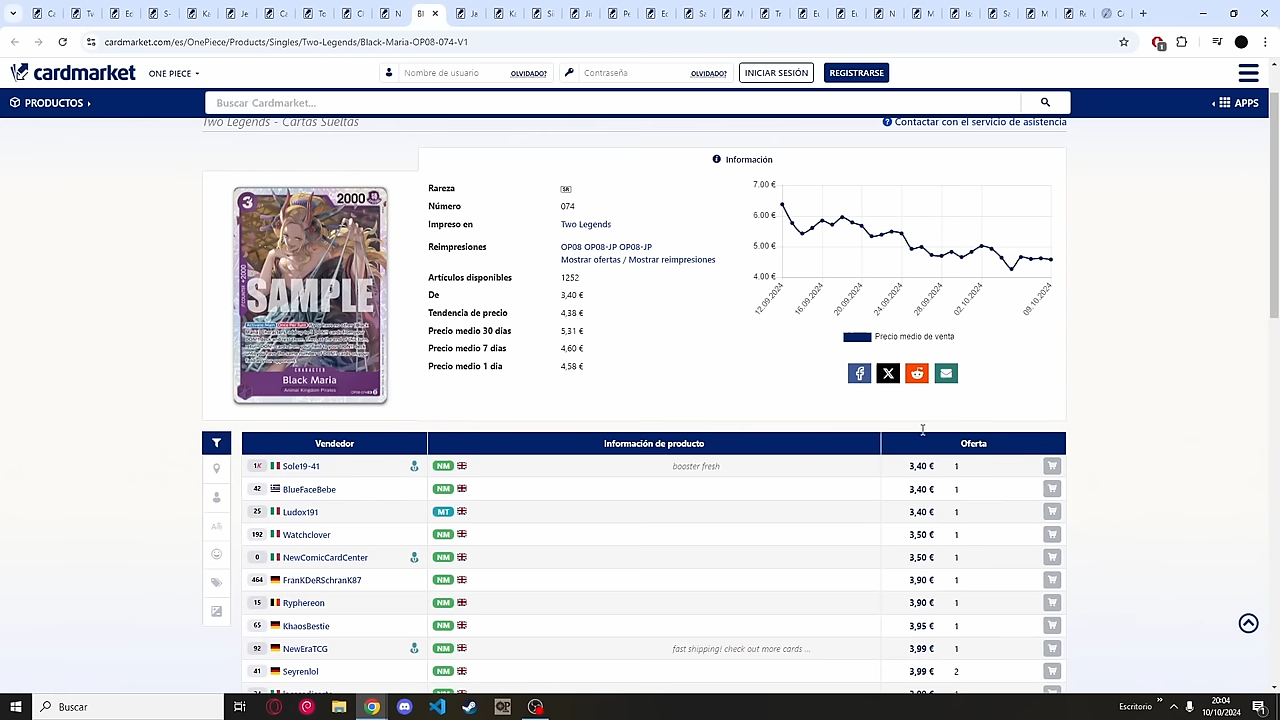 cardmarket.com/es/OnePiece/Products/Singles/Two-Legends/Black-Maria-OP08-074-V1
cardmarket
ONE PIECE
Nombre de usuario
OLVIDADO?
Contraseña
OLVIDADO?
INICIAR SESIÓN
REGISTRARSE
PRODUCTOS
Buscar Cardmarket...
APPS
Two Legends - Cartas Sueltas
Contactar con el servicio de asistencia
Información
3
2000
SAMPLE
CHARACTER
Black Maria
Animal Kingdom Pirates
Rareza SR
Número 074
Impreso en Two Legends
Reimpresiones OP08 OP08-JP OP08-JP
Mostrar ofertas / Mostrar reimpresiones
Artículos disponibles 1252
De 3,40 €
Tendencia de precio 4,38 €
Precio medio 30 días 5,31 €
Precio medio 7 días 4,60 €
Precio medio 1 día 4,58 €
7.00 €
6.00 €
5.00 €
4.00 €
12.09.2024
16.09.2024
20.09.2024
24.09.2024
28.09.2024
02.10.2024
09.10.2024
Precio medio de venta
Vendedor Información de producto Oferta
1K Sole19-41 NM booster fresh 3,40 € 1
42 BlueFaceBebe NM 3,40 € 1
25 Ludox191 MT 3,40 € 1
192 Watchclover NM 3,50 € 1
0 NewComicCardCenter NM 3,50 € 1
464 FranKDeRSchranK87 NM 3,90 € 1
15 Ryphereon NM 3,90 € 1
65 KhaosBestie NM 3,95 € 1
92 NewEraTCG NM fast shipping! check out more cards ... 3,99 € 1
41 Seyrenlol NM 3,99 € 2
Buscar
Escritorio
20:04
10/10/2024